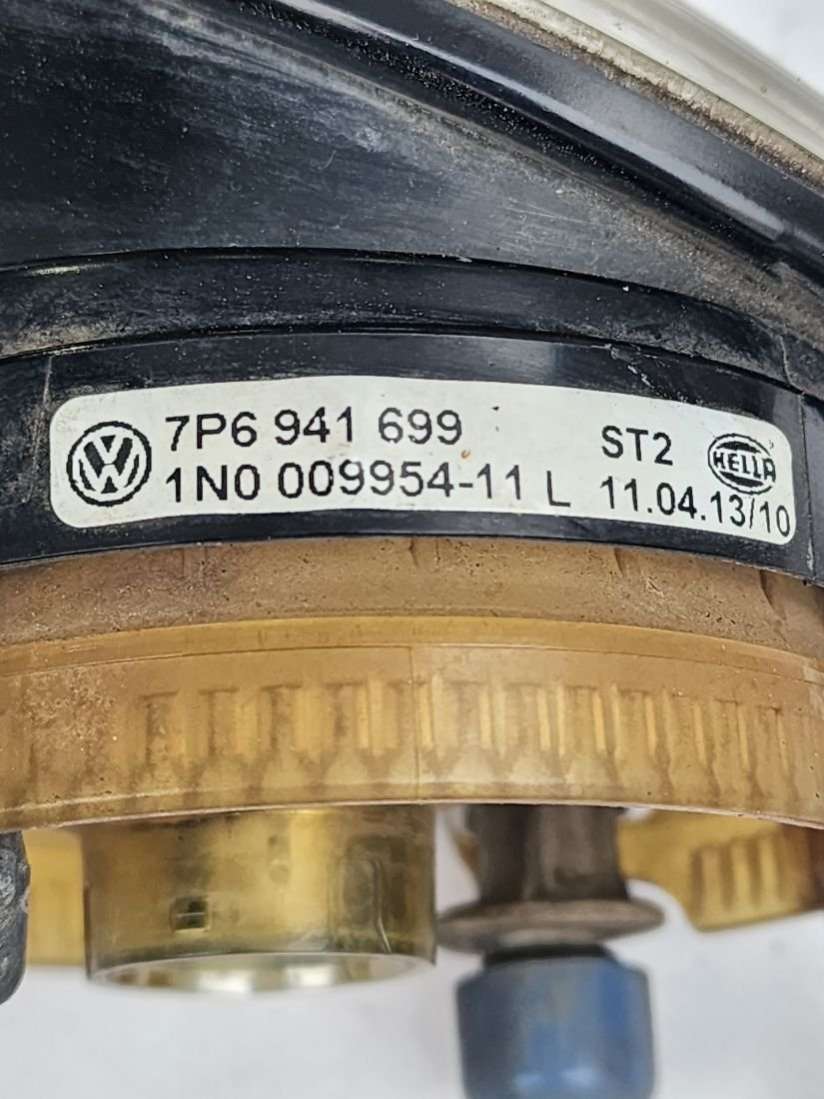 7P6 941 699 ST2 HELLA
1N0 009954-11 L 11.04.13/10